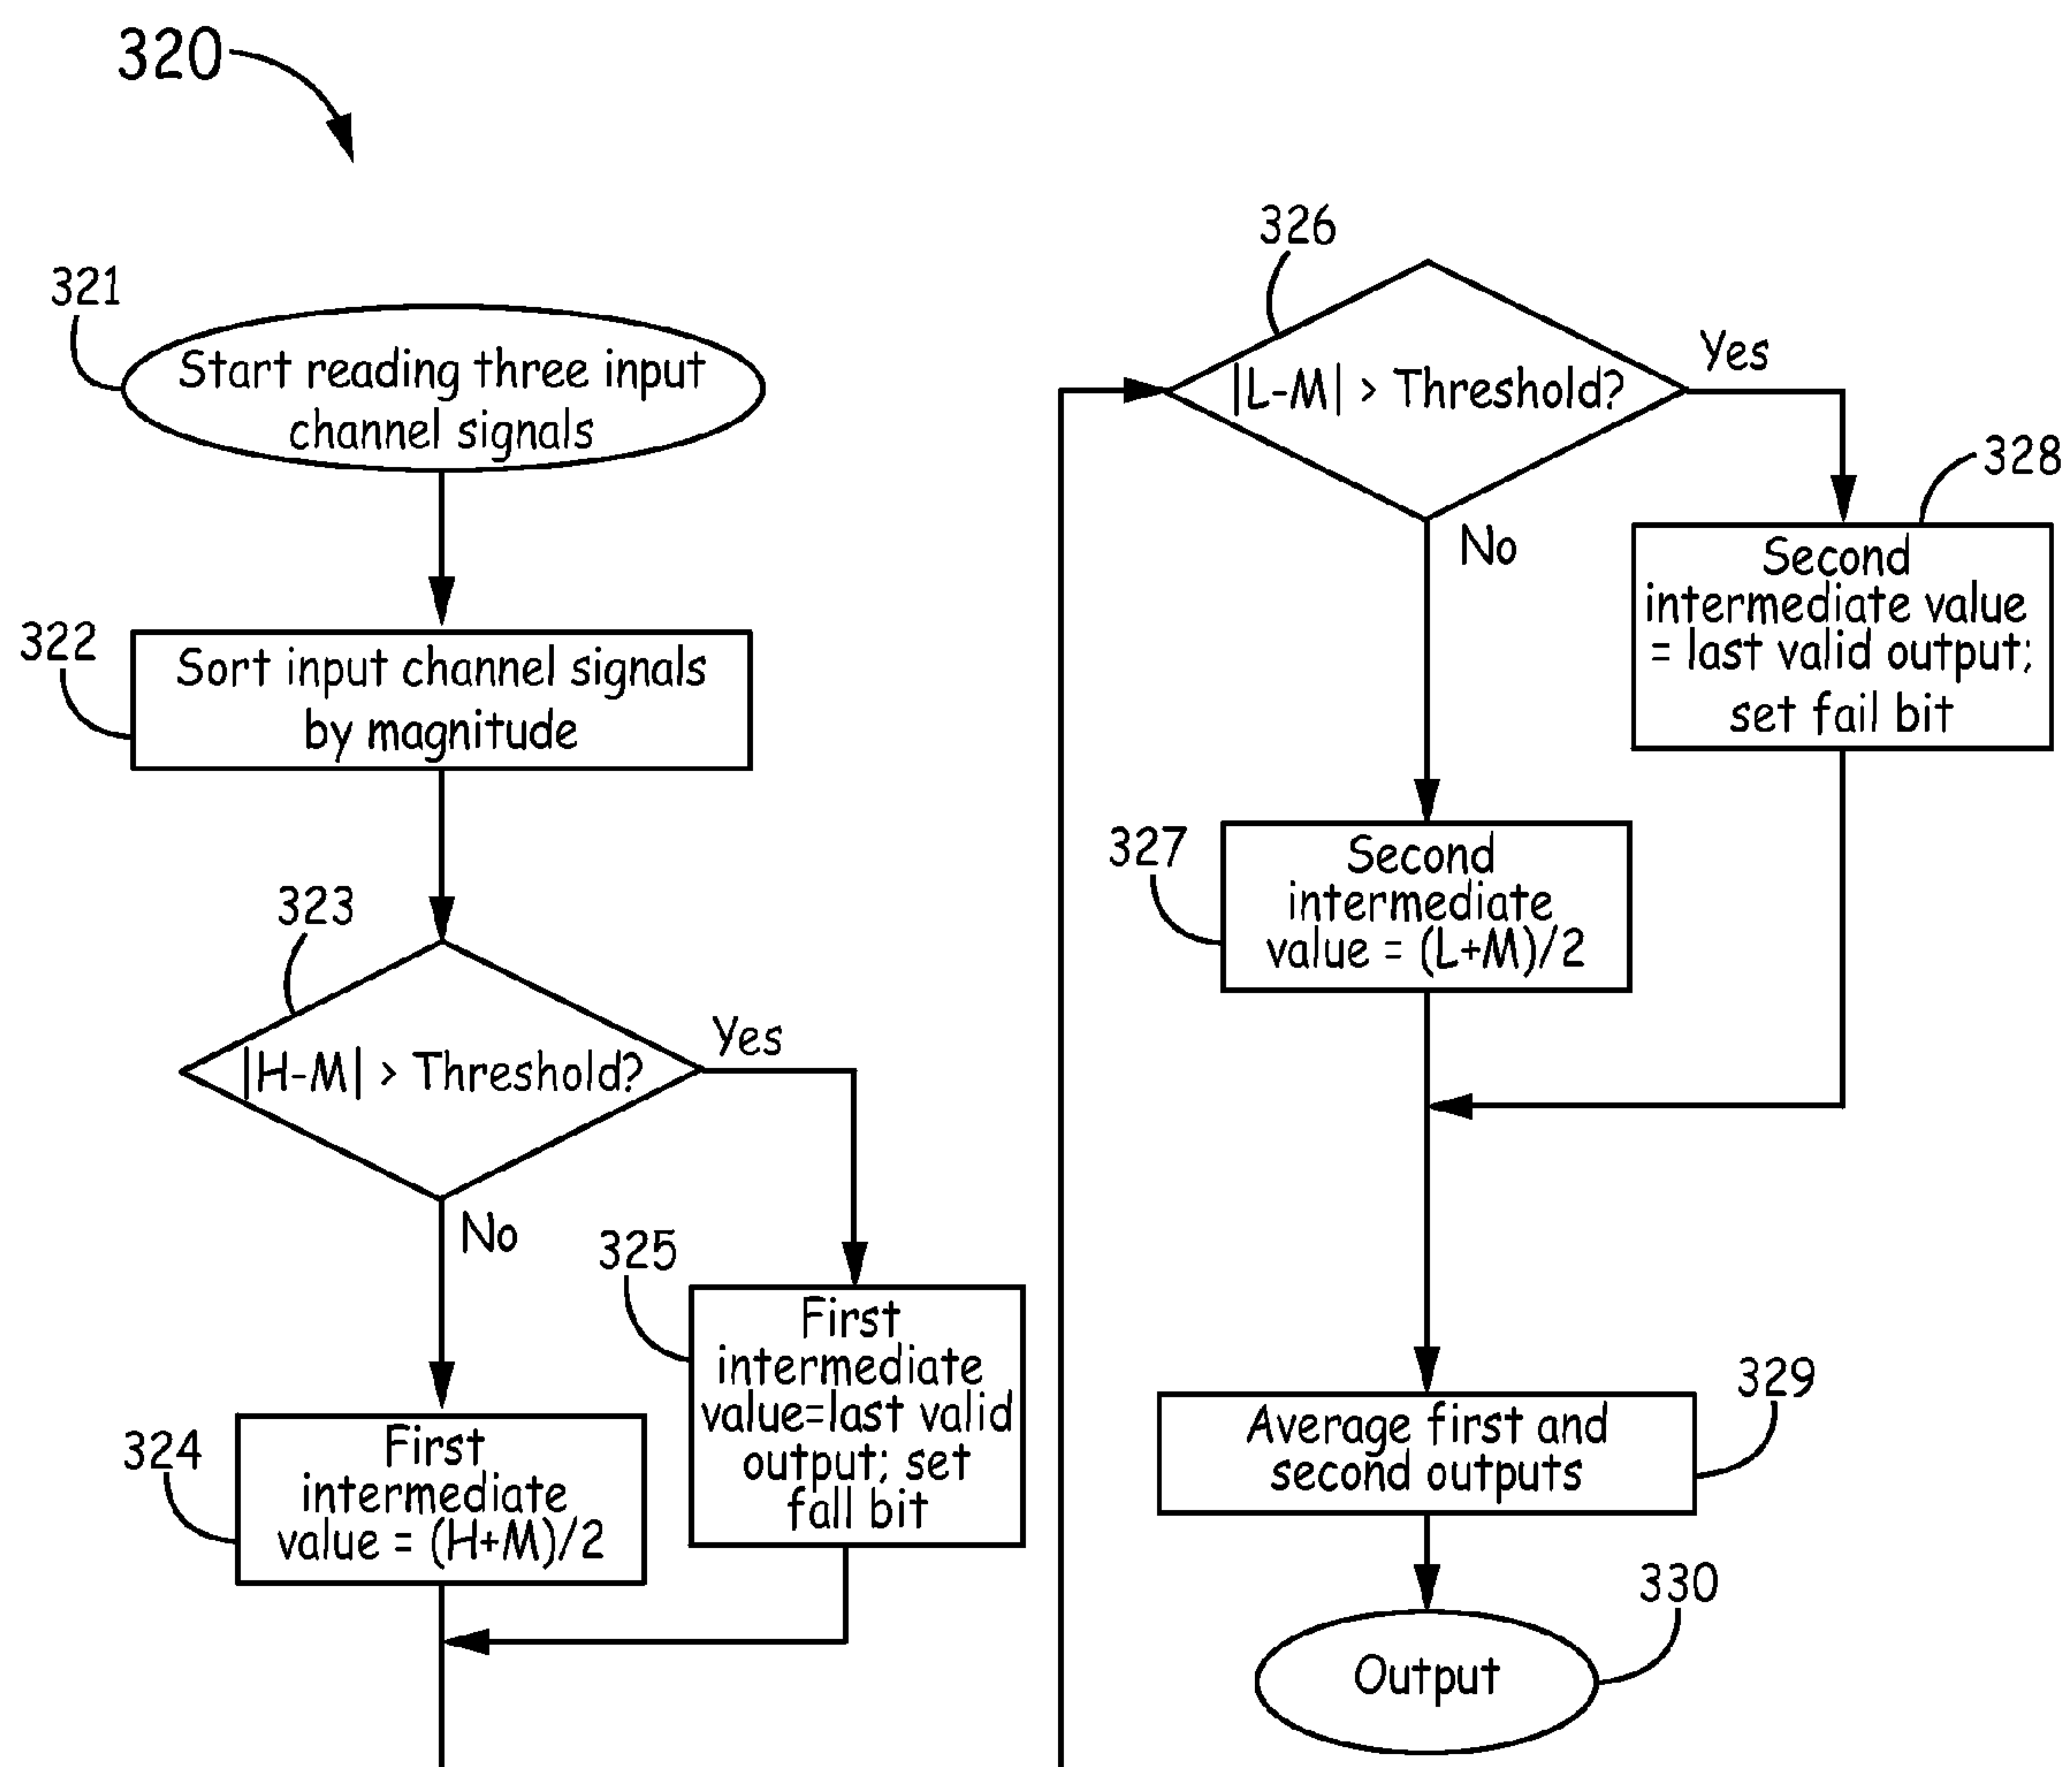 320
321
Start reading three input
channel signals
322
Sort input channel signals
by magnitude
323
|H-M| > Threshold?
Yes
No
324
First
intermediate
value = (H+M)/2
325
First
intermediate
value=last valid
output; set
fall bit
326
|L-M| > Threshold?
Yes
No
327
Second
intermediate
value = (L+M)/2
328
Second
intermediate value
= last valid output;
set fail bit
329
Average first and
second outputs
330
Output